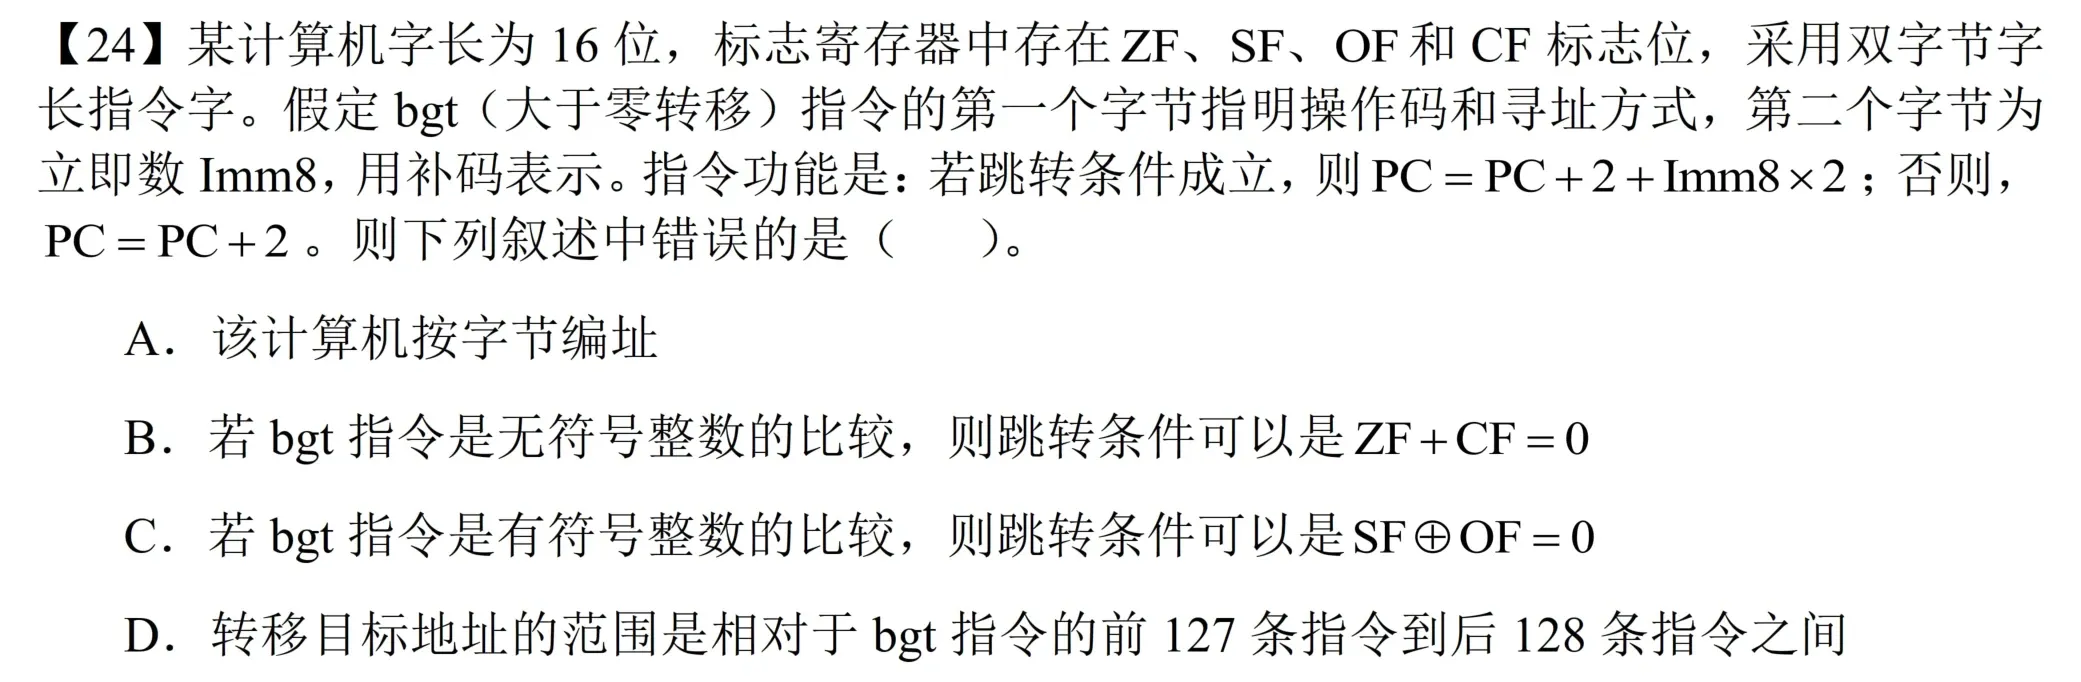 【24】某计算机字长为 16 位，标志寄存器中存在 ZF、SF、OF 和 CF 标志位，采用双字节字
长指令字。假定 bgt（大于零转移）指令的第一个字节指明操作码和寻址方式，第二个字节为
立即数 Imm8，用补码表示。指令功能是：若跳转条件成立，则 PC = PC + 2 + Imm8 × 2；否则，
PC = PC + 2 。则下列叙述中错误的是（　　）。
A．该计算机按字节编址
B．若 bgt 指令是无符号整数的比较，则跳转条件可以是 ZF + CF = 0
C．若 bgt 指令是有符号整数的比较，则跳转条件可以是 SF ⊕ OF = 0
D．转移目标地址的范围是相对于 bgt 指令的前 127 条指令到后 128 条指令之间